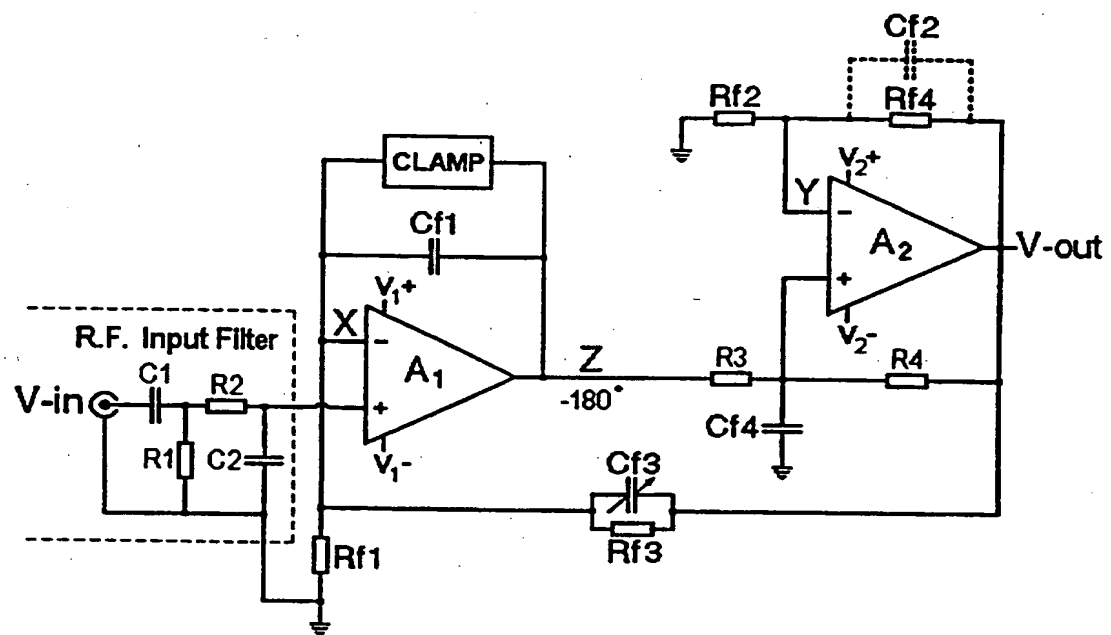 Cf2
Rf2
Rf4
V₂+
CLAMP
Y
−
A₂
V-out
Cf1
+
V₁+
V₂-
R.F. Input Filter
X
−
A₁
Z
R3
R4
C1
R2
-180°
V-in
+
Cf4
R1
C2
V₁-
Cf3
Rf3
Rf1